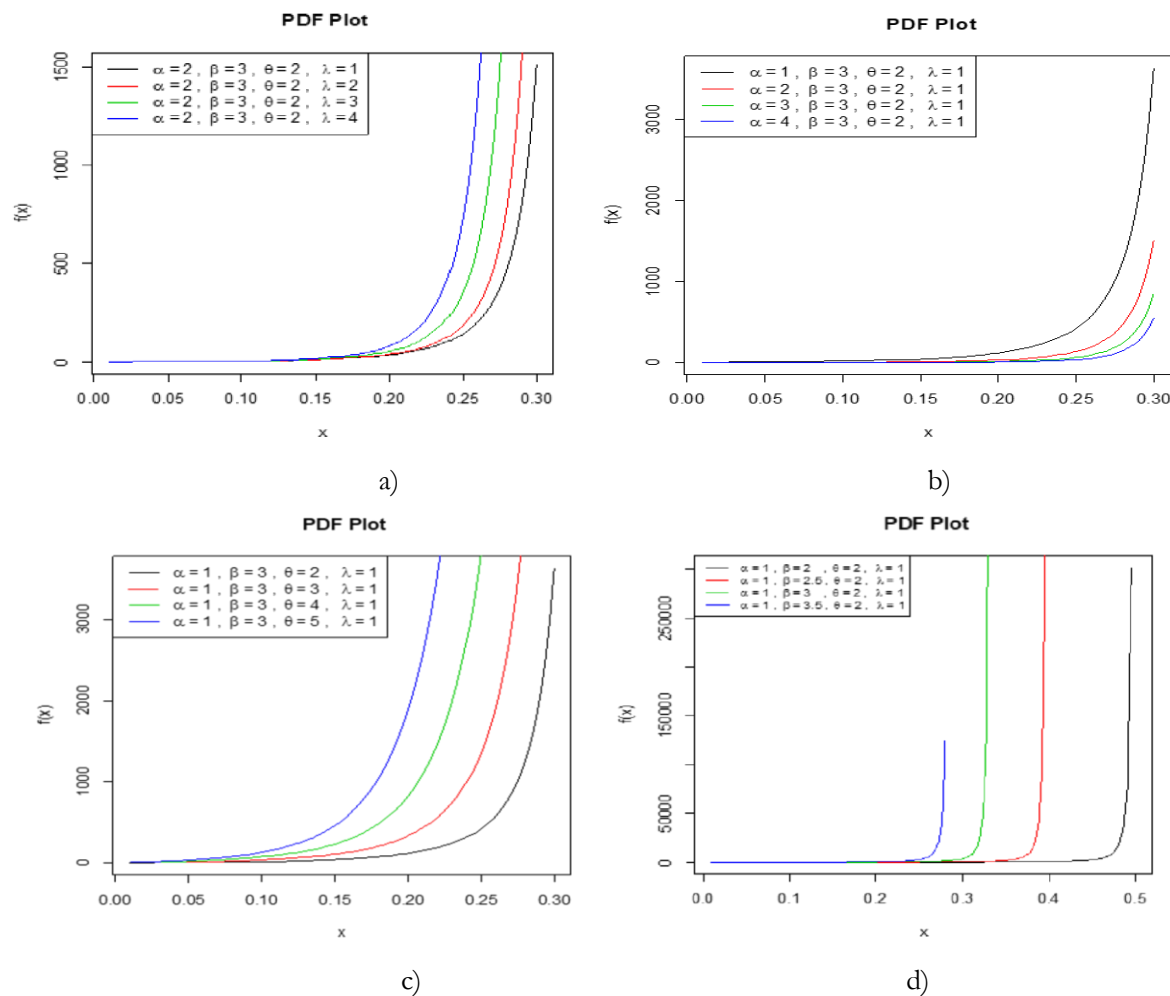 PDF Plot
α = 2 , β = 3 , θ = 2 , λ = 1
α = 2 , β = 3 , θ = 2 , λ = 2
α = 2 , β = 3 , θ = 2 , λ = 3
α = 2 , β = 3 , θ = 2 , λ = 4
f(x)
1500
1000
500
0
0.00 0.05 0.10 0.15 0.20 0.25 0.30
x
a)
PDF Plot
α = 1 , β = 3 , θ = 2 , λ = 1
α = 2 , β = 3 , θ = 2 , λ = 1
α = 3 , β = 3 , θ = 2 , λ = 1
α = 4 , β = 3 , θ = 2 , λ = 1
f(x)
3000
2000
1000
0
0.00 0.05 0.10 0.15 0.20 0.25 0.30
x
b)
PDF Plot
α = 1 , β = 3 , θ = 2 , λ = 1
α = 1 , β = 3 , θ = 3 , λ = 1
α = 1 , β = 3 , θ = 4 , λ = 1
α = 1 , β = 3 , θ = 5 , λ = 1
f(x)
3000
2000
1000
0
0.00 0.05 0.10 0.15 0.20 0.25 0.30
x
c)
PDF Plot
α = 1 , β = 2 , θ = 2 , λ = 1
α = 1 , β = 2.5, θ = 2 , λ = 1
α = 1 , β = 3 , θ = 2 , λ = 1
α = 1 , β = 3.5, θ = 2 , λ = 1
f(x)
250000
150000
50000
0
0.0 0.1 0.2 0.3 0.4 0.5
x
d)